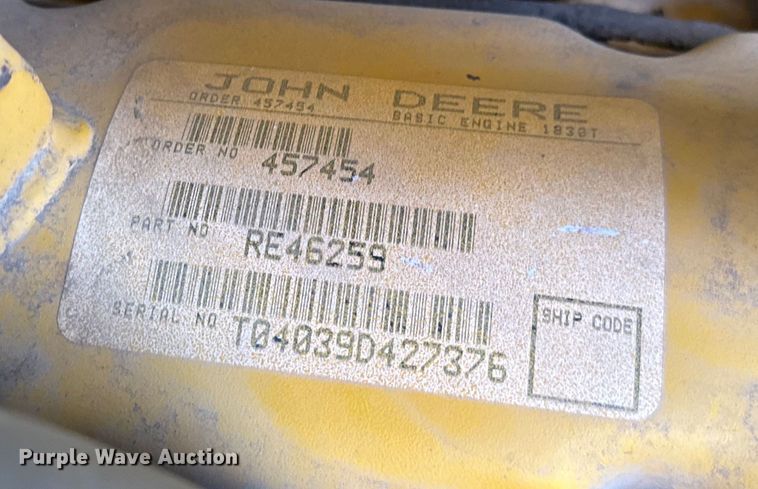 JOHN DEERE
ORDER 457454 BASIC ENGINE 1830T
ORDER NO 457454
PART NO RE46259
SERIAL NO T04039D427376
SHIP CODE
Purple Wave Auction